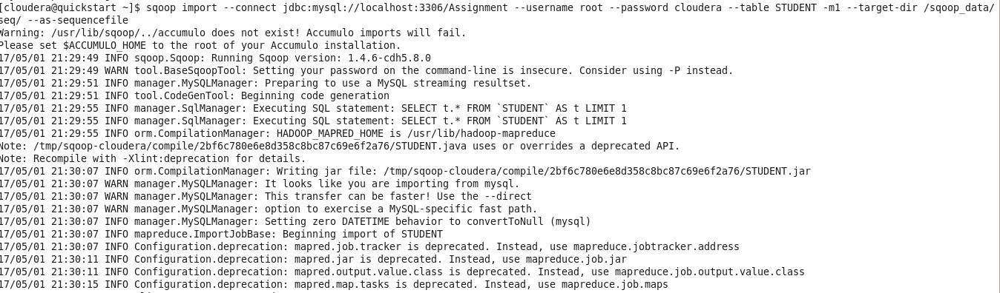 [cloudera@quickstart ~]$ sqoop import --connect jdbc:mysql://localhost:3306/Assignment --username root --password cloudera --table STUDENT -m1 --target-dir /sqoop_data/
seq/ --as-sequencefile
Warning: /usr/lib/sqoop/../accumulo does not exist! Accumulo imports will fail.
Please set $ACCUMULO_HOME to the root of your Accumulo installation.
17/05/01 21:29:49 INFO sqoop.Sqoop: Running Sqoop version: 1.4.6-cdh5.8.0
17/05/01 21:29:49 WARN tool.BaseSqoopTool: Setting your password on the command-line is insecure. Consider using -P instead.
17/05/01 21:29:51 INFO manager.MySQLManager: Preparing to use a MySQL streaming resultset.
17/05/01 21:29:51 INFO tool.CodeGenTool: Beginning code generation
17/05/01 21:29:55 INFO manager.SqlManager: Executing SQL statement: SELECT t.* FROM `STUDENT` AS t LIMIT 1
17/05/01 21:29:55 INFO manager.SqlManager: Executing SQL statement: SELECT t.* FROM `STUDENT` AS t LIMIT 1
17/05/01 21:29:55 INFO orm.CompilationManager: HADOOP_MAPRED_HOME is /usr/lib/hadoop-mapreduce
Note: /tmp/sqoop-cloudera/compile/2bf6c780e6e8d358c8bc87c69e6f2a76/STUDENT.java uses or overrides a deprecated API.
Note: Recompile with -Xlint:deprecation for details.
17/05/01 21:30:07 INFO orm.CompilationManager: Writing jar file: /tmp/sqoop-cloudera/compile/2bf6c780e6e8d358c8bc87c69e6f2a76/STUDENT.jar
17/05/01 21:30:07 WARN manager.MySQLManager: It looks like you are importing from mysql.
17/05/01 21:30:07 WARN manager.MySQLManager: This transfer can be faster! Use the --direct
17/05/01 21:30:07 WARN manager.MySQLManager: option to exercise a MySQL-specific fast path.
17/05/01 21:30:07 INFO manager.MySQLManager: Setting zero DATETIME behavior to convertToNull (mysql)
17/05/01 21:30:07 INFO mapreduce.ImportJobBase: Beginning import of STUDENT
17/05/01 21:30:07 INFO Configuration.deprecation: mapred.job.tracker is deprecated. Instead, use mapreduce.jobtracker.address
17/05/01 21:30:11 INFO Configuration.deprecation: mapred.jar is deprecated. Instead, use mapreduce.job.jar
17/05/01 21:30:11 INFO Configuration.deprecation: mapred.output.value.class is deprecated. Instead, use mapreduce.job.output.value.class
17/05/01 21:30:15 INFO Configuration.deprecation: mapred.map.tasks is deprecated. Instead, use mapreduce.job.maps